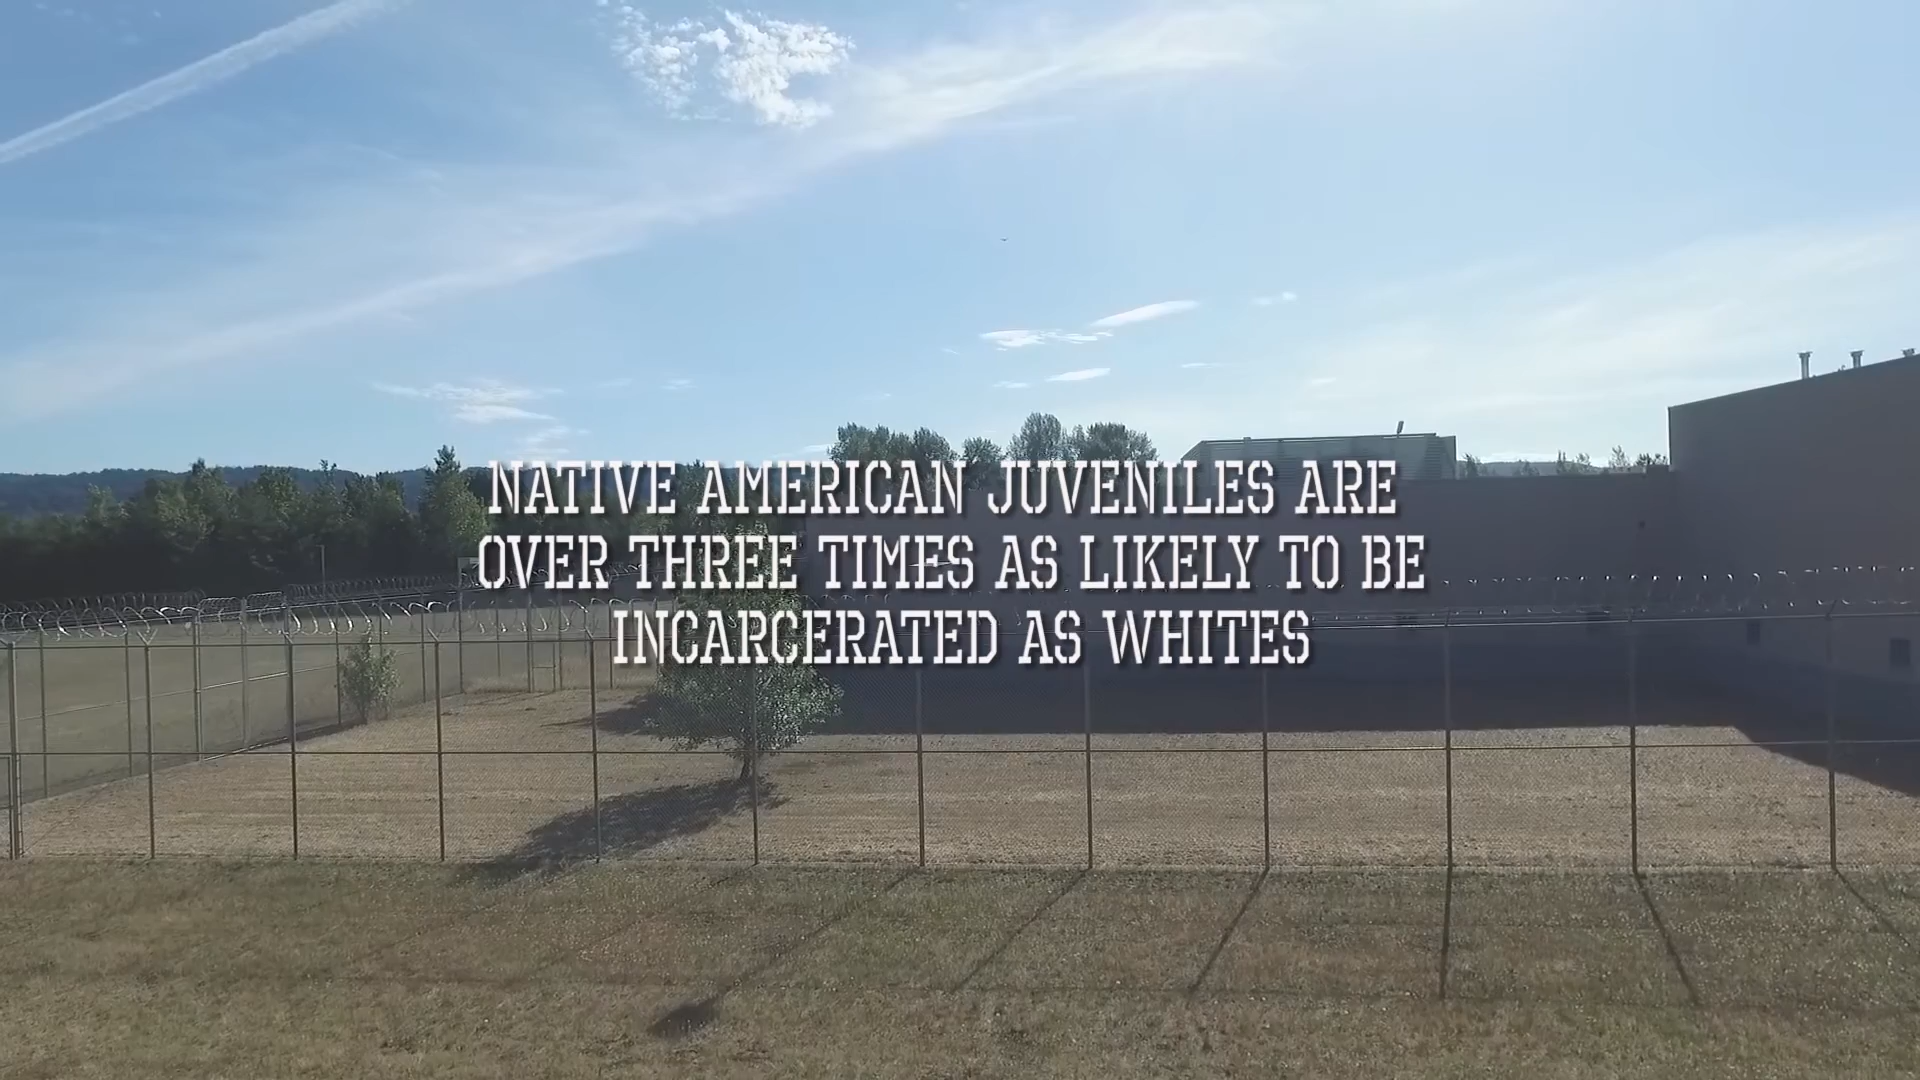 NATIVE AMERICAN JUVENILES ARE
OVER THREE TIMES AS LIKELY TO BE
INCARCERATED AS WHITES